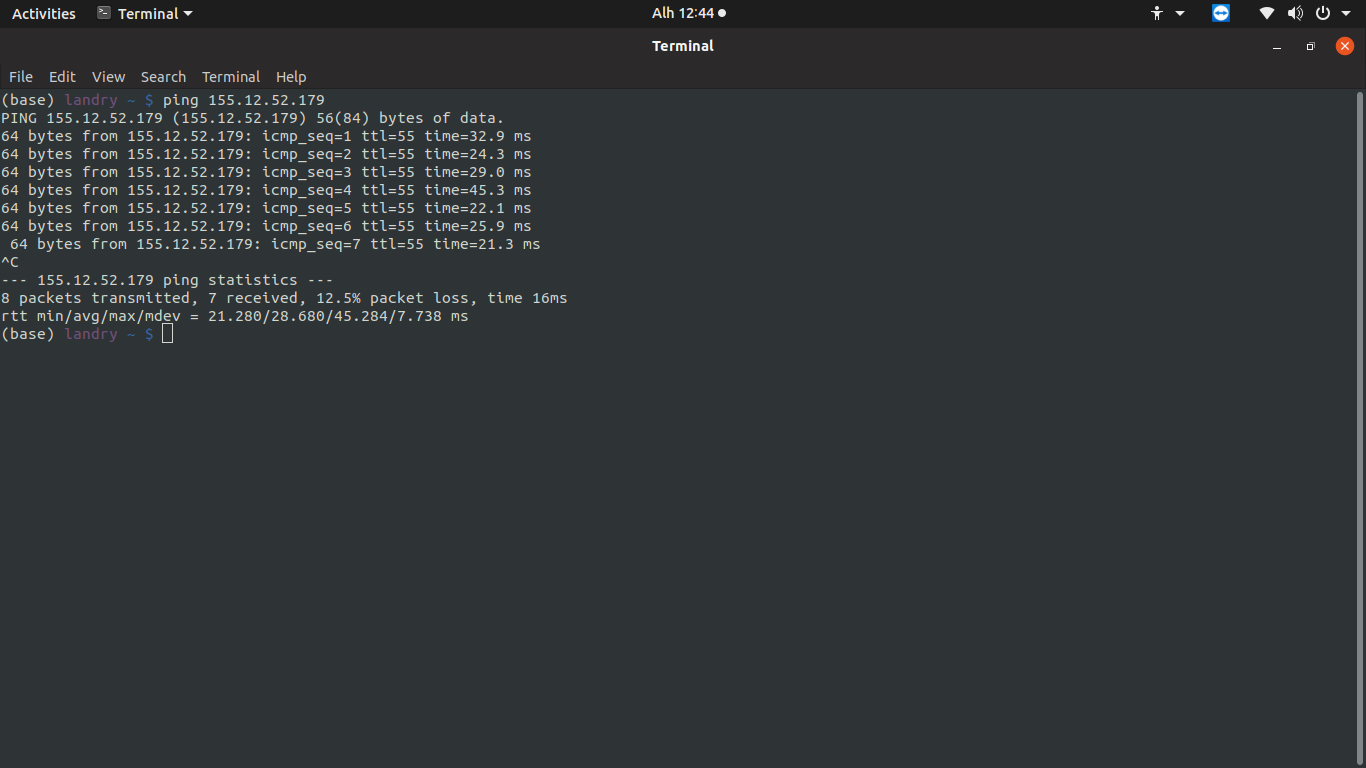 Activities Terminal Alh 12:44
Terminal
File Edit View Search Terminal Help
(base) landry ~ $ ping 155.12.52.179
PING 155.12.52.179 (155.12.52.179) 56(84) bytes of data.
64 bytes from 155.12.52.179: icmp_seq=1 ttl=55 time=32.9 ms
64 bytes from 155.12.52.179: icmp_seq=2 ttl=55 time=24.3 ms
64 bytes from 155.12.52.179: icmp_seq=3 ttl=55 time=29.0 ms
64 bytes from 155.12.52.179: icmp_seq=4 ttl=55 time=45.3 ms
64 bytes from 155.12.52.179: icmp_seq=5 ttl=55 time=22.1 ms
64 bytes from 155.12.52.179: icmp_seq=6 ttl=55 time=25.9 ms
 64 bytes from 155.12.52.179: icmp_seq=7 ttl=55 time=21.3 ms
^C
--- 155.12.52.179 ping statistics ---
8 packets transmitted, 7 received, 12.5% packet loss, time 16ms
rtt min/avg/max/mdev = 21.280/28.680/45.284/7.738 ms
(base) landry ~ $